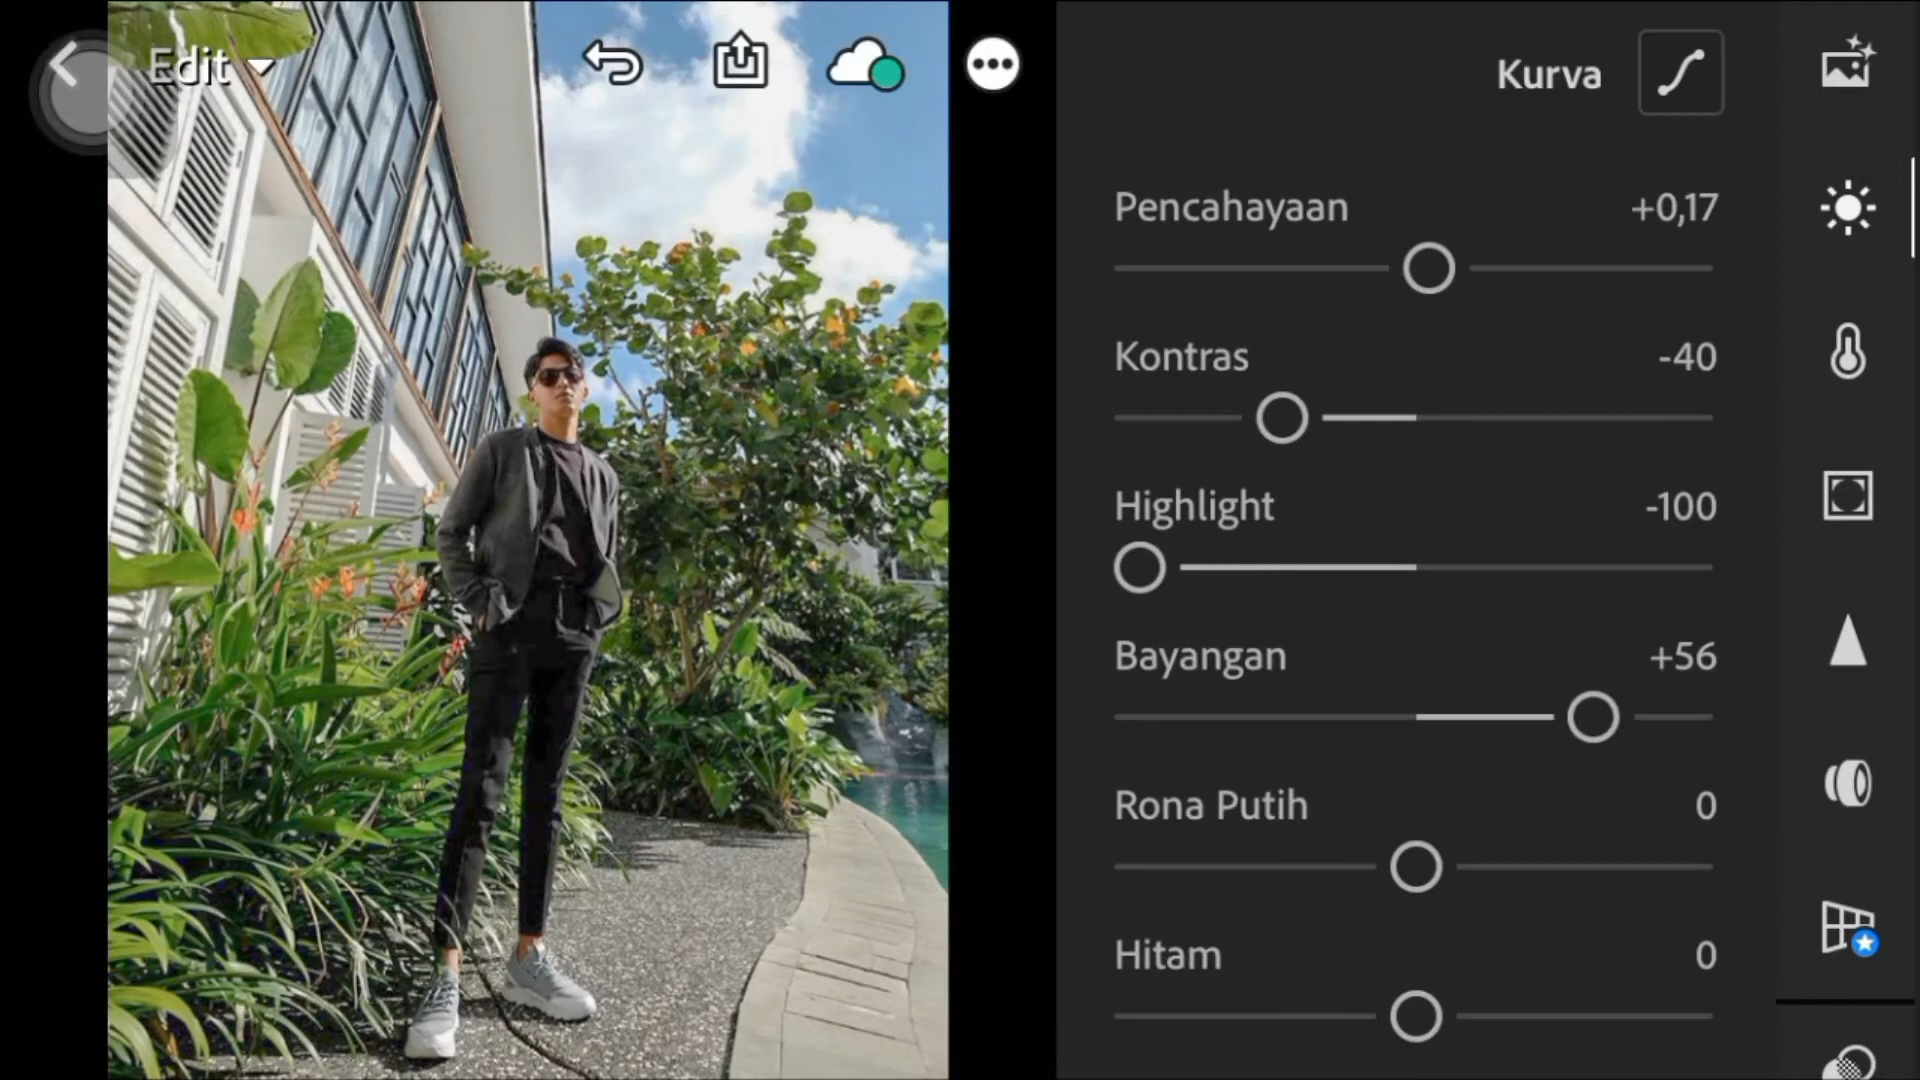 Edit
Kurva
Pencahayaan +0,17
Kontras -40
Highlight -100
Bayangan +56
Rona Putih 0
Hitam 0